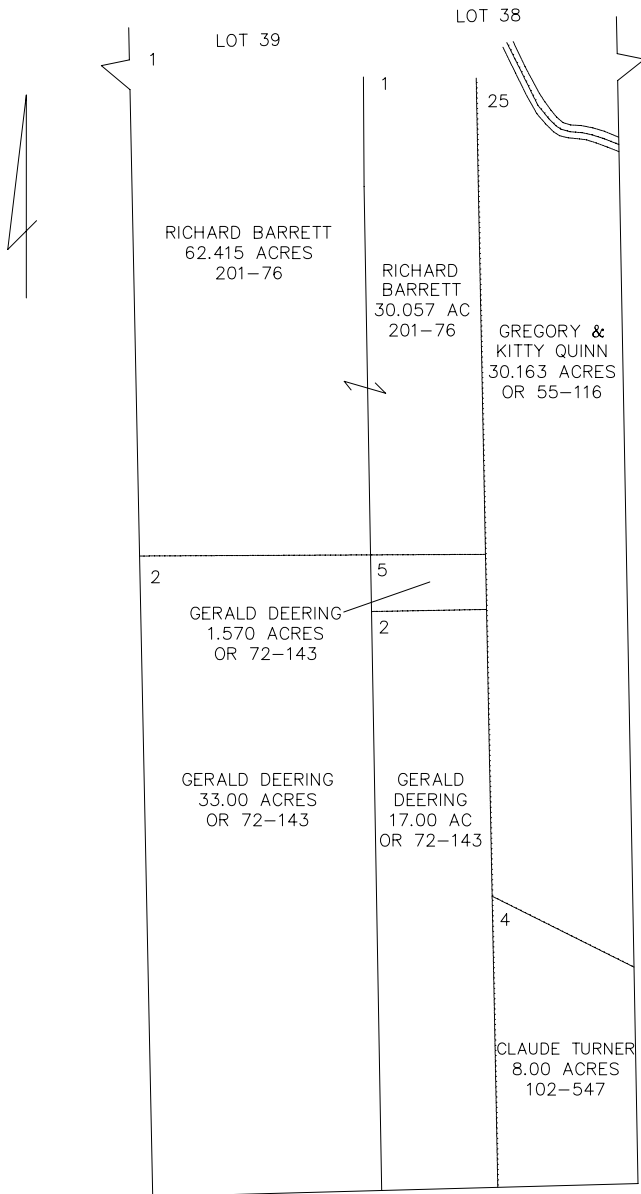 LOT 39
LOT 38
1
1
25
RICHARD BARRETT
62.415 ACRES
201-76
RICHARD
BARRETT
30.057 AC
201-76
GREGORY &
KITTY QUINN
30.163 ACRES
OR 55-116
2
5
GERALD DEERING
1.570 ACRES
OR 72-143
2
GERALD DEERING
33.00 ACRES
OR 72-143
GERALD
DEERING
17.00 AC
OR 72-143
4
CLAUDE TURNER
8.00 ACRES
102-547